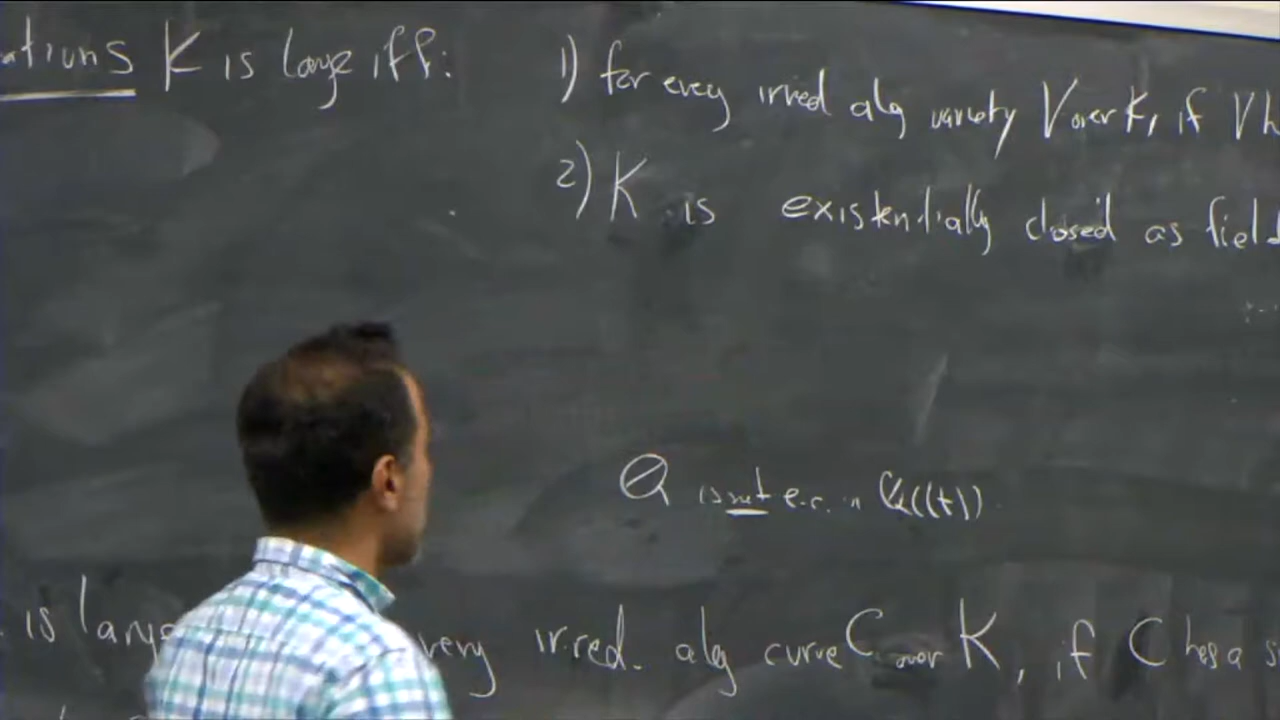 ations K is large iff:
1) for every irred alg variety V over K, if V h
2) K is existentially closed as field
Q is not e.c. in Q((t)).
is large every irred. alg curve C over K, if C has a s